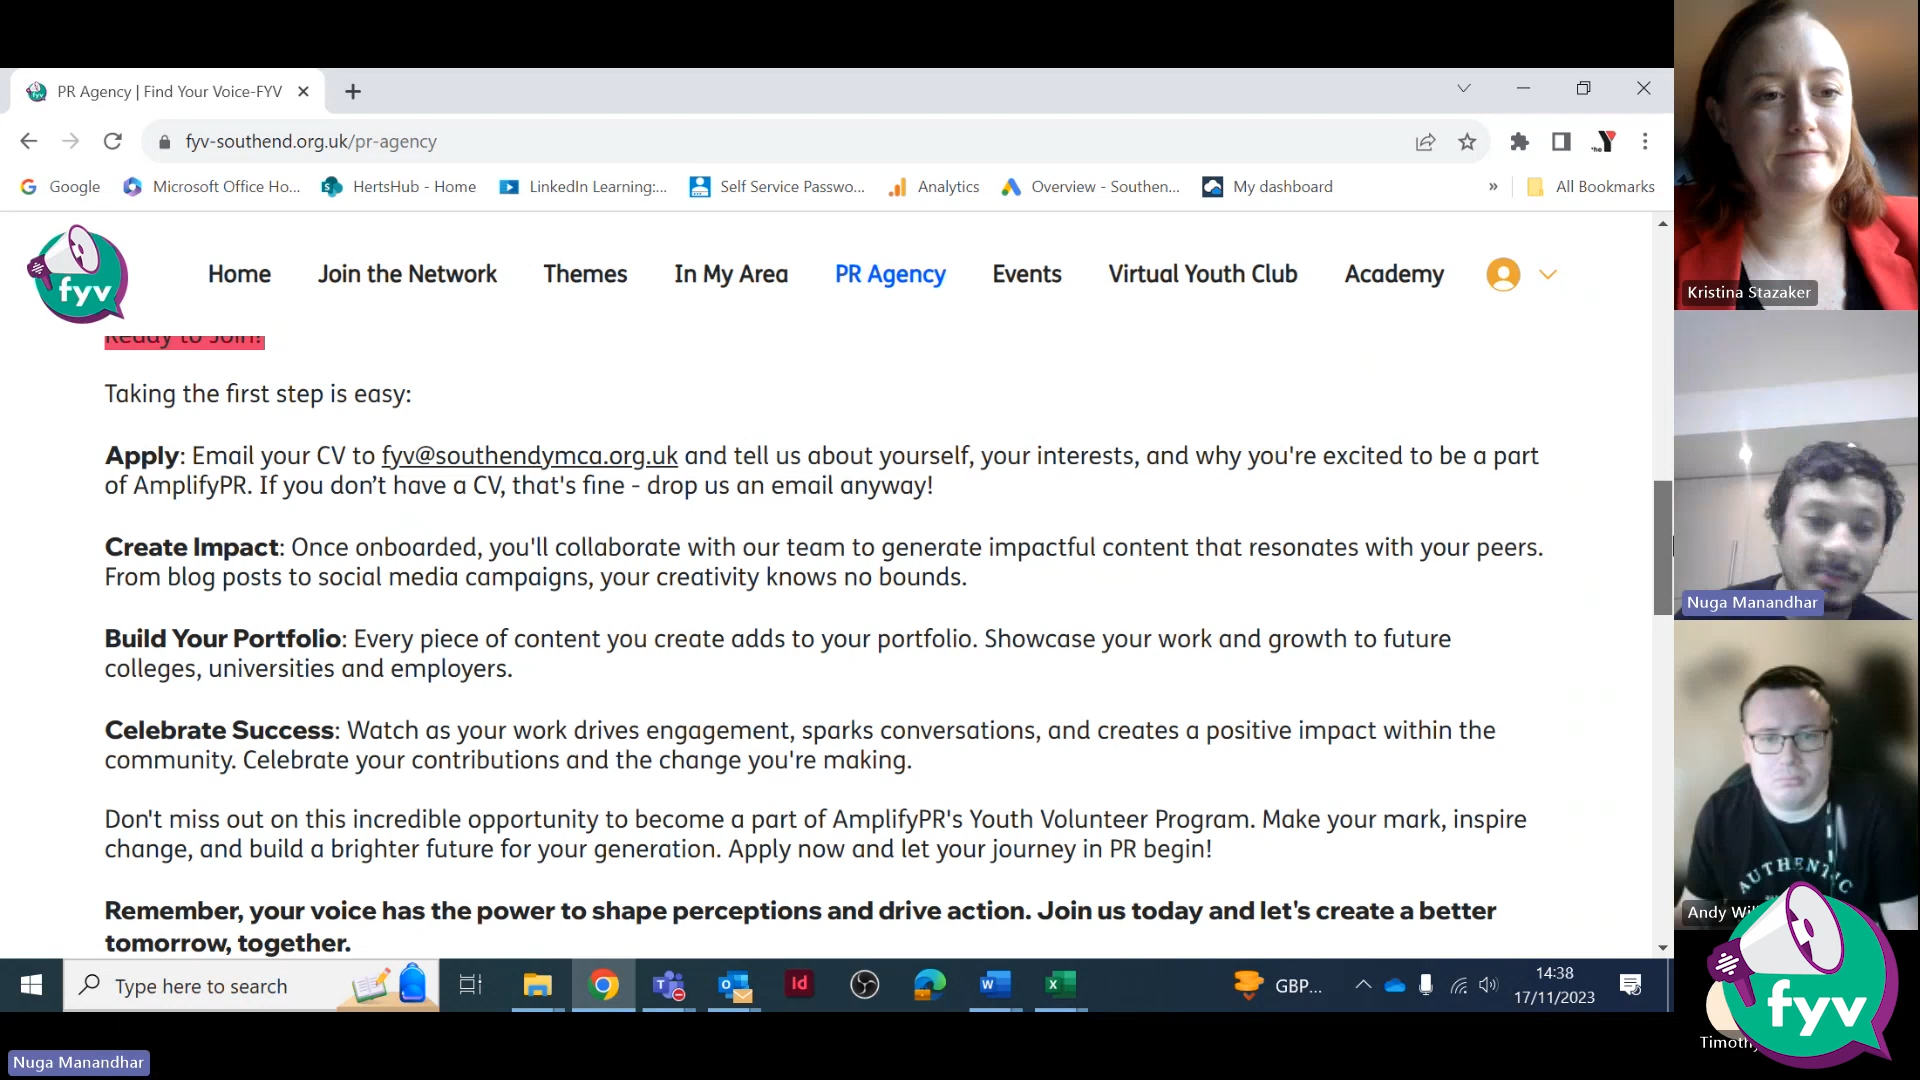 PR Agency | Find Your Voice-FYV
fyv-southend.org.uk/pr-agency
Google
Microsoft Office Ho...
HertsHub - Home
LinkedIn Learning:...
Self Service Passwo...
Analytics
Overview - Southen...
My dashboard
»
All Bookmarks
fyv
Home
Join the Network
Themes
In My Area
PR Agency
Events
Virtual Youth Club
Academy
Ready to Join?
Taking the first step is easy:
Apply: Email your CV to fyv@southendymca.org.uk and tell us about yourself, your interests, and why you're excited to be a part
of AmplifyPR. If you don’t have a CV, that's fine - drop us an email anyway!
Create Impact: Once onboarded, you'll collaborate with our team to generate impactful content that resonates with your peers.
From blog posts to social media campaigns, your creativity knows no bounds.
Build Your Portfolio: Every piece of content you create adds to your portfolio. Showcase your work and growth to future
colleges, universities and employers.
Celebrate Success: Watch as your work drives engagement, sparks conversations, and creates a positive impact within the
community. Celebrate your contributions and the change you're making.
Don't miss out on this incredible opportunity to become a part of AmplifyPR's Youth Volunteer Program. Make your mark, inspire
change, and build a brighter future for your generation. Apply now and let your journey in PR begin!
Remember, your voice has the power to shape perceptions and drive action. Join us today and let's create a better
tomorrow, together.
Type here to search
GBP...
14:38
17/11/2023
Nuga Manandhar
Kristina Stazaker
Nuga Manandhar
AUTHENTIC
Andy Wil
fyv
Timothy